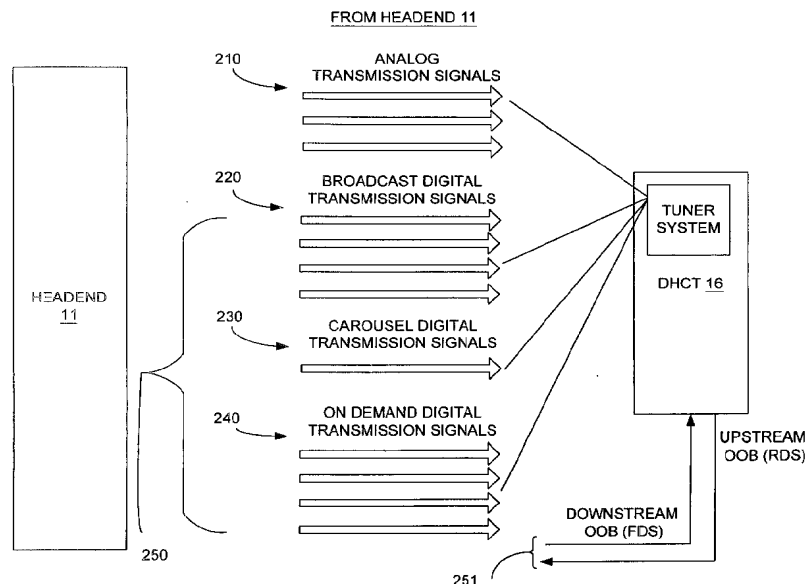 FROM HEADEND 11
210
ANALOG
TRANSMISSION SIGNALS
220
BROADCAST DIGITAL
TRANSMISSION SIGNALS
TUNER
SYSTEM
DHCT 16
HEADEND
11
230
CAROUSEL DIGITAL
TRANSMISSION SIGNALS
240
ON DEMAND DIGITAL
TRANSMISSION SIGNALS
UPSTREAM
OOB (RDS)
DOWNSTREAM
OOB (FDS)
250
251